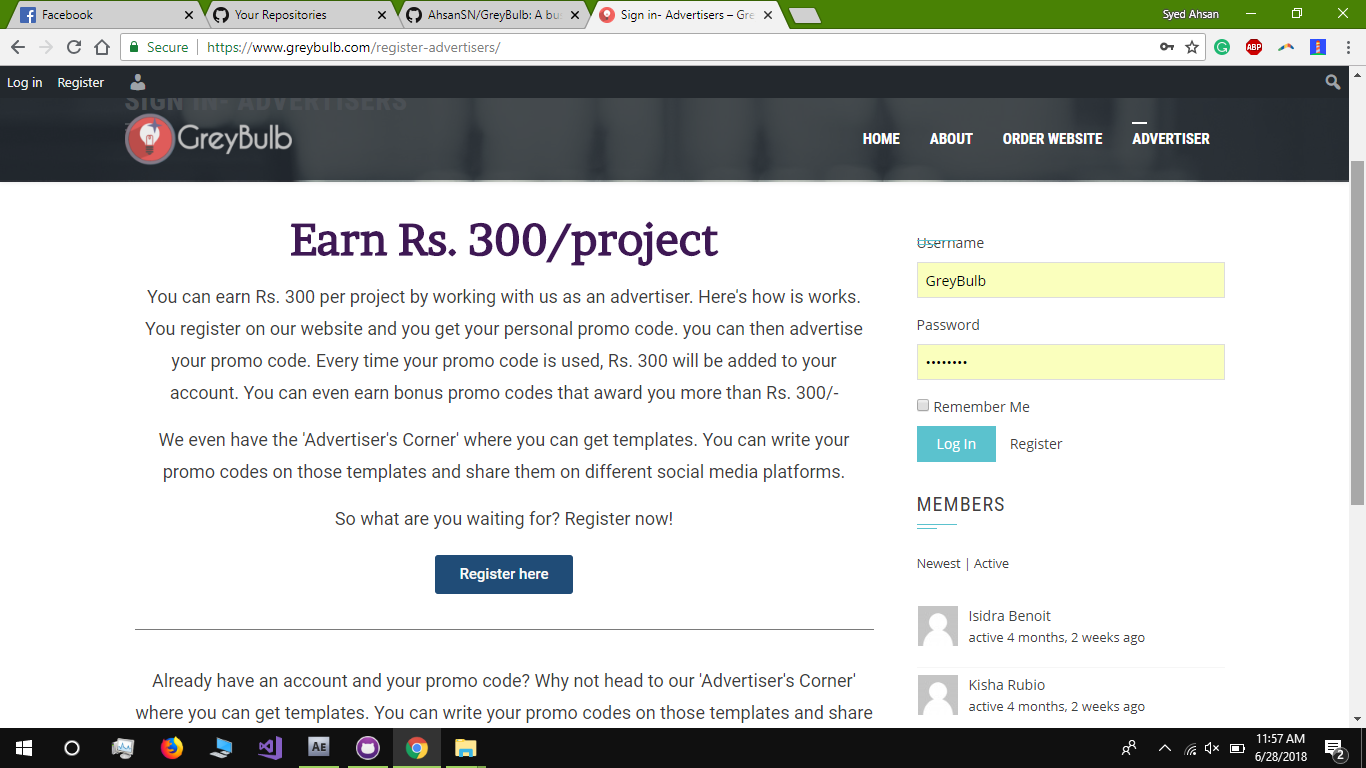 Facebook
Your Repositories
AhsanSN/GreyBulb: A bu
Sign in- Advertisers – Gre
Syed Ahsan
Secure
https://www.greybulb.com/register-advertisers/
ABP
Log in
Register
SIGN IN- ADVERTISERS
GreyBulb
HOME
ABOUT
ORDER WEBSITE
ADVERTISER
Earn Rs. 300/project
You can earn Rs. 300 per project by working with us as an advertiser. Here's how is works.
You register on our website and you get your personal promo code. you can then advertise
your promo code. Every time your promo code is used, Rs. 300 will be added to your
account. You can even earn bonus promo codes that award you more than Rs. 300/-
We even have the 'Advertiser's Corner' where you can get templates. You can write your
promo codes on those templates and share them on different social media platforms.
So what are you waiting for? Register now!
Register here
Already have an account and your promo code? Why not head to our 'Advertiser's Corner'
where you can get templates. You can write your promo codes on those templates and share
Username
GreyBulb
Password
••••••••
Remember Me
Log In
Register
MEMBERS
Newest | Active
Isidra Benoit
active 4 months, 2 weeks ago
Kisha Rubio
active 4 months, 2 weeks ago
Ae
11:57 AM
6/28/2018
2